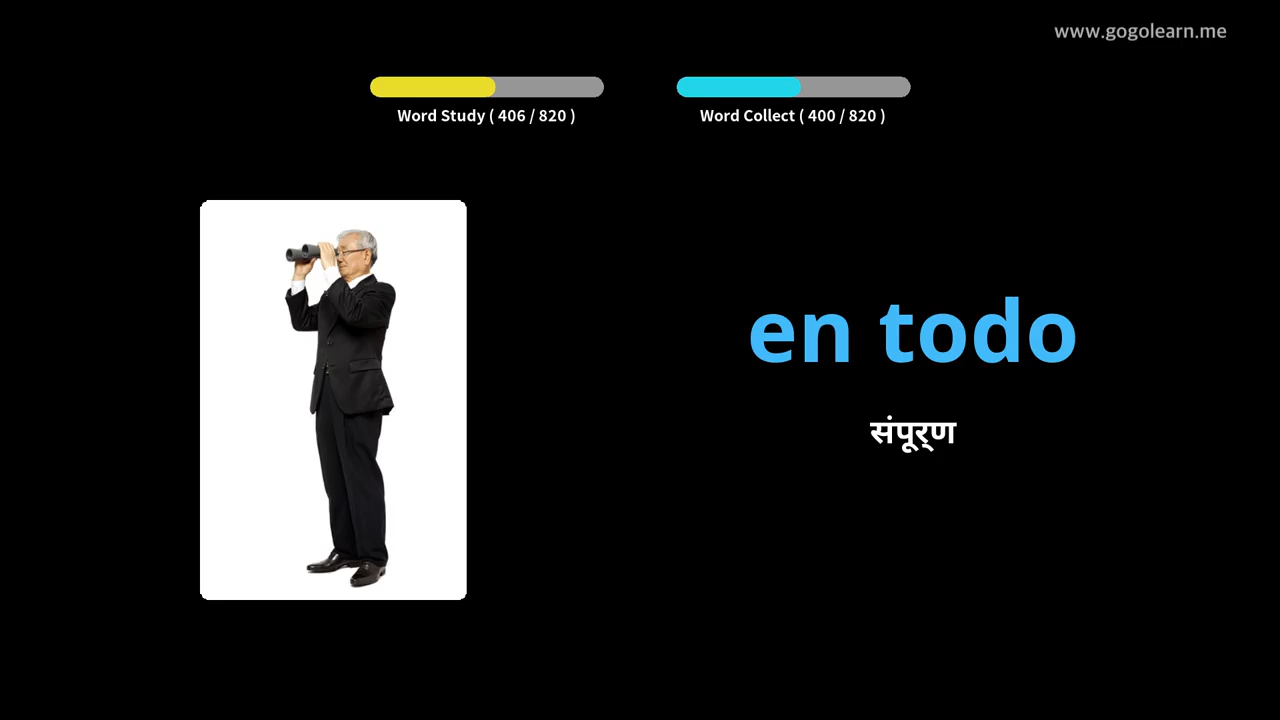 www.gogolearn.me
Word Study ( 406 / 820 )
Word Collect ( 400 / 820 )
en todo
संपूर्ण